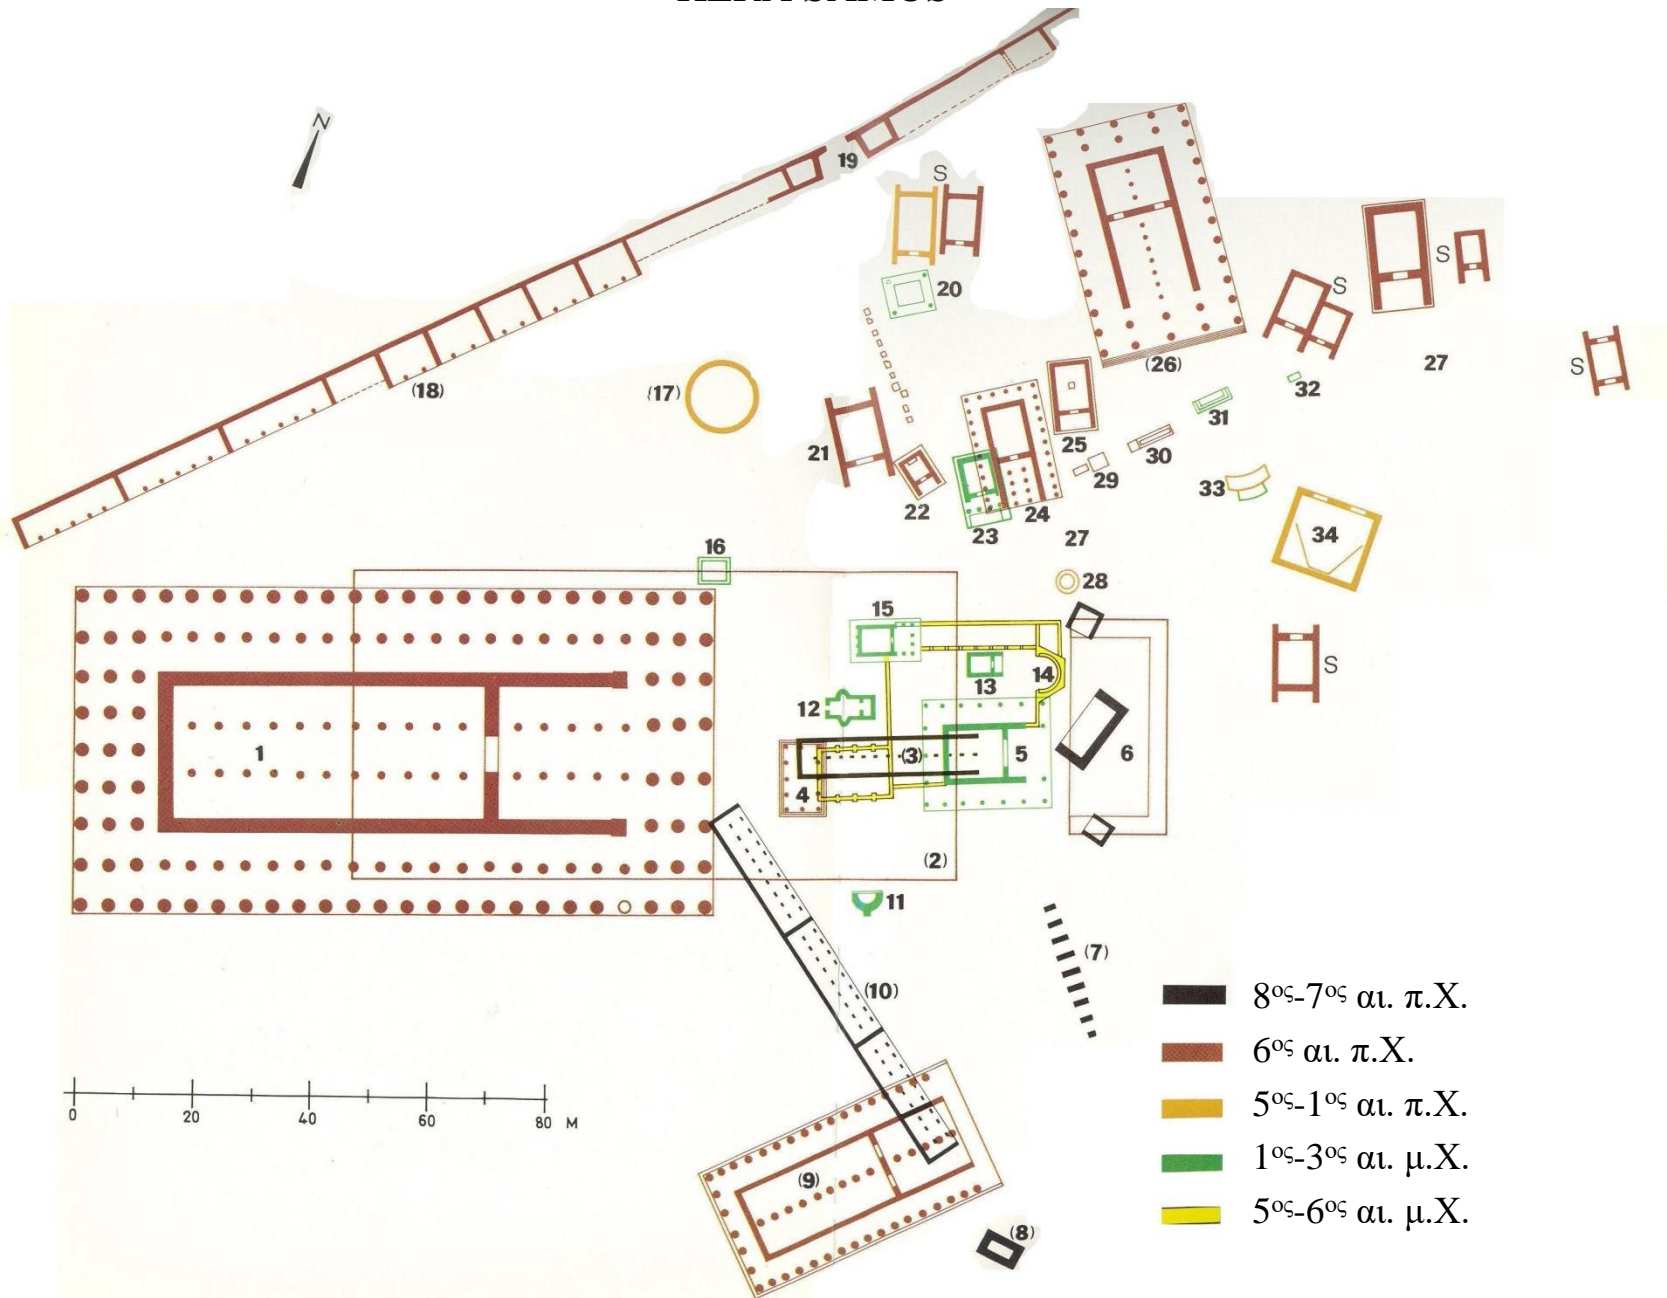 HERA SAMOS
N
19
S
20
(26)
S
S
27
S
32
31
(18)
(17)
21
25
30
29
22
23
24
27
33
34
28
16
15
14
13
12
S
1
(3)
5
6
4
(2)
11
(7)
(10)
(9)
(8)
0 20 40 60 80 M
8ος-7ος αι. π.Χ.
6ος αι. π.Χ.
5ος-1ος αι. π.Χ.
1ος-3ος αι. μ.Χ.
5ος-6ος αι. μ.Χ.